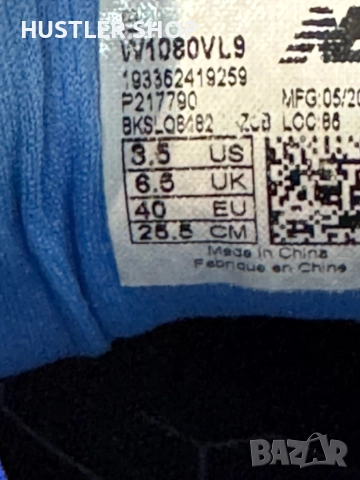 HUSTLER SHOP
W1080VL9
193362419259
P217790 MFG:05/20
BKSLQ8482 LOC:86
8.5 US
6.5 UK
40 EU
25.5 CM
Made in China
Fabrique en Chine
BAZAR